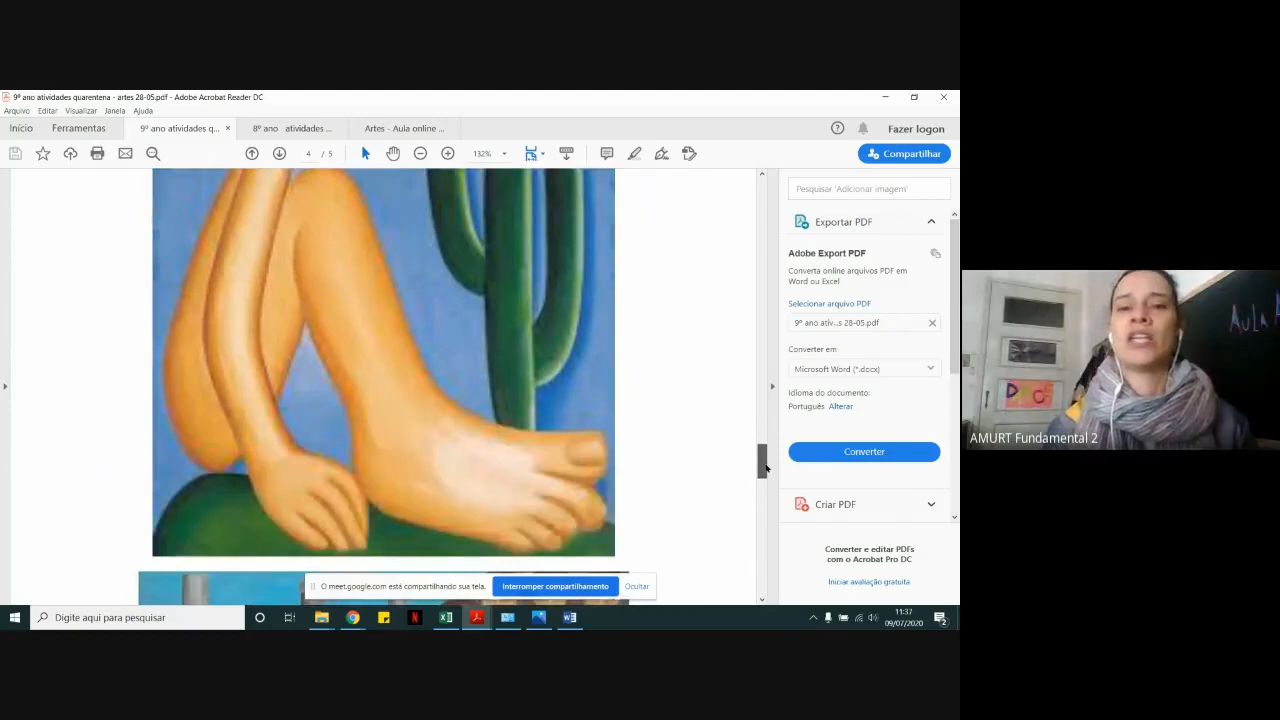 9º ano atividades quarentena - artes 28-05.pdf - Adobe Acrobat Reader DC
Arquivo Editar Visualizar Janela Ajuda
Início Ferramentas 9º ano atividades q... × 8º ano atividades ... Artes - Aula online ... Fazer logon
4 / 5 132% Compartilhar
Pesquisar 'Adicionar imagem'
Exportar PDF
Adobe Export PDF
Converta online arquivos PDF em
Word ou Excel
Selecionar arquivo PDF
9º ano ativ...s 28-05.pdf
Converter em
Microsoft Word (*.docx)
Idioma do documento:
Português Alterar
Converter
Criar PDF
Converter e editar PDFs
com o Acrobat Pro DC
Iniciar avaliação gratuita
O meet.google.com está compartilhando sua tela. Interromper compartilhamento Ocultar
Digite aqui para pesquisar
11:37
09/07/2020
2
AULA
AMURT Fundamental 2